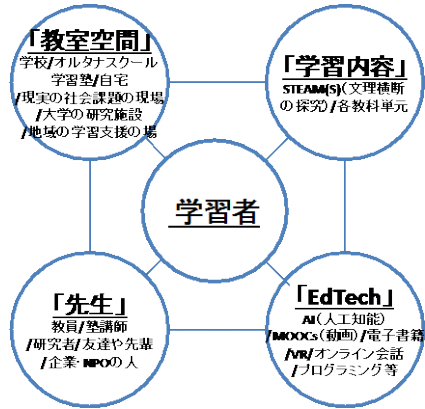 「教室空間」
学校/オルタナスクール
学習塾/自宅
/現実の社会課題の現場
/大学の研究施設
/地域の学習支援の場
「学習内容」
STEAM(S)(文理横断
の探究)/各教科単元
学習者
「先生」
教員/塾講師
/研究者/友達や先輩
/企業・NPOの人
「EdTech」
AI(人工知能)
/MOOCs(動画)/電子書籍
/VR/オンライン会話
/プログラミング等